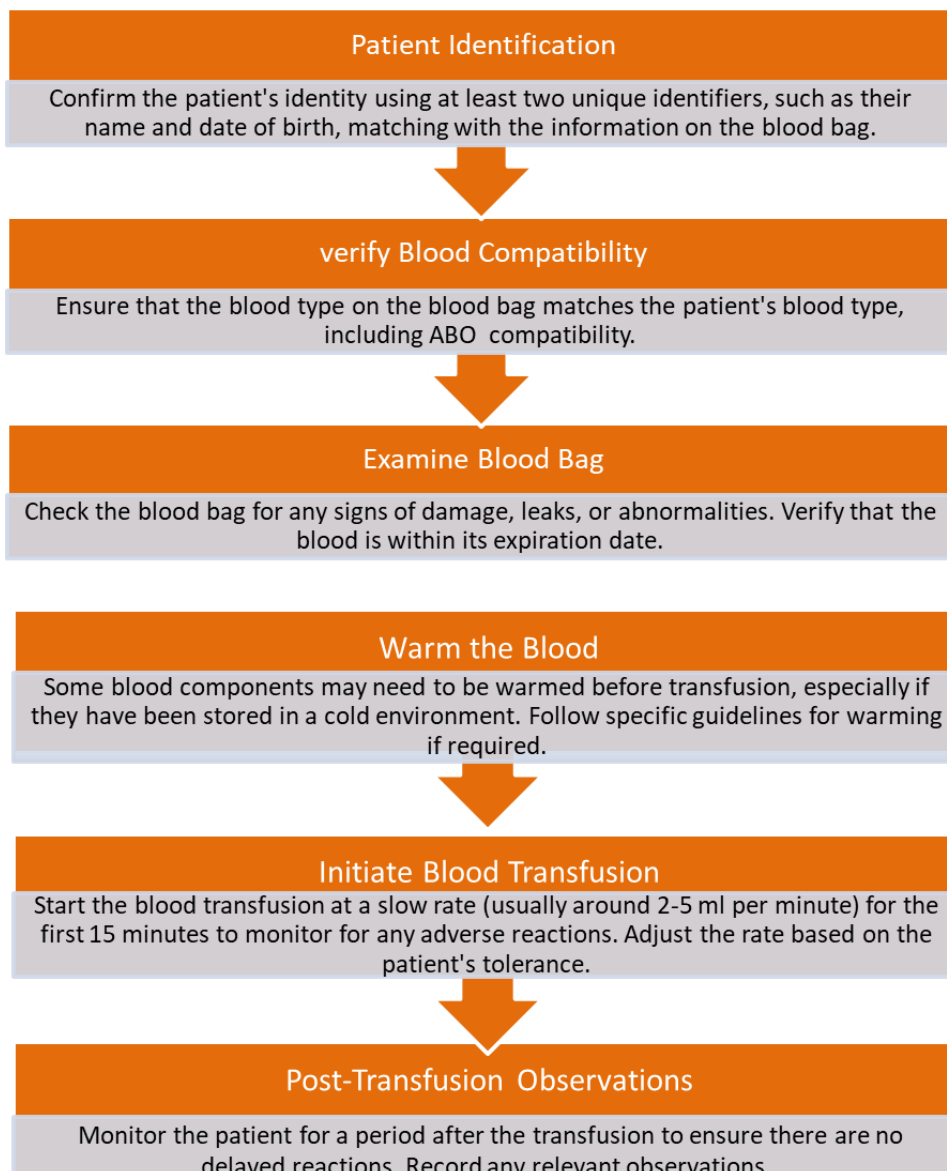 Patient Identification
Confirm the patient's identity using at least two unique identifiers, such as their
name and date of birth, matching with the information on the blood bag.
verify Blood Compatibility
Ensure that the blood type on the blood bag matches the patient's blood type,
including ABO compatibility.
Examine Blood Bag
Check the blood bag for any signs of damage, leaks, or abnormalities. Verify that the
blood is within its expiration date.
Warm the Blood
Some blood components may need to be warmed before transfusion, especially if
they have been stored in a cold environment. Follow specific guidelines for warming
if required.
Initiate Blood Transfusion
Start the blood transfusion at a slow rate (usually around 2-5 ml per minute) for the
first 15 minutes to monitor for any adverse reactions. Adjust the rate based on the
patient's tolerance.
Post-Transfusion Observations
Monitor the patient for a period after the transfusion to ensure there are no
delayed reactions. Record any relevant observations